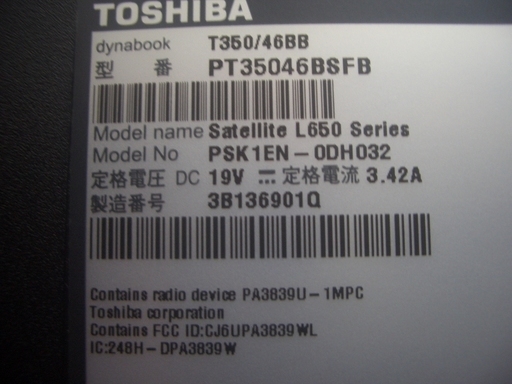 TOSHIBA
dynabook T350/46BB
型 番 PT35046BSFB
Model name Satellite L650 Series
Model No PSK1EN-0DH032
定格電圧 DC 19V ⎓ 定格電流 3.42A
製造番号 3B136901Q
Contains radio device PA3839U-1MPC
Toshiba corporation
Contains FCC ID:CJ6UPA3839WL
IC:248H-DPA3839W